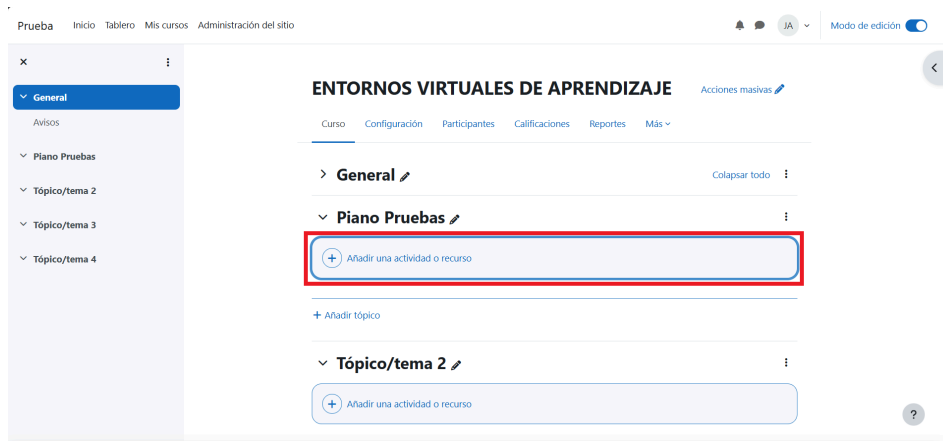 Prueba Inicio Tablero Mis cursos Administración del sitio JA Modo de edición
General
Avisos
Piano Pruebas
Tópico/tema 2
Tópico/tema 3
Tópico/tema 4
ENTORNOS VIRTUALES DE APRENDIZAJE Acciones masivas
Curso Configuración Participantes Calificaciones Reportes Más
General Colapsar todo
Piano Pruebas
Añadir una actividad o recurso
+ Añadir tópico
Tópico/tema 2
Añadir una actividad o recurso
?